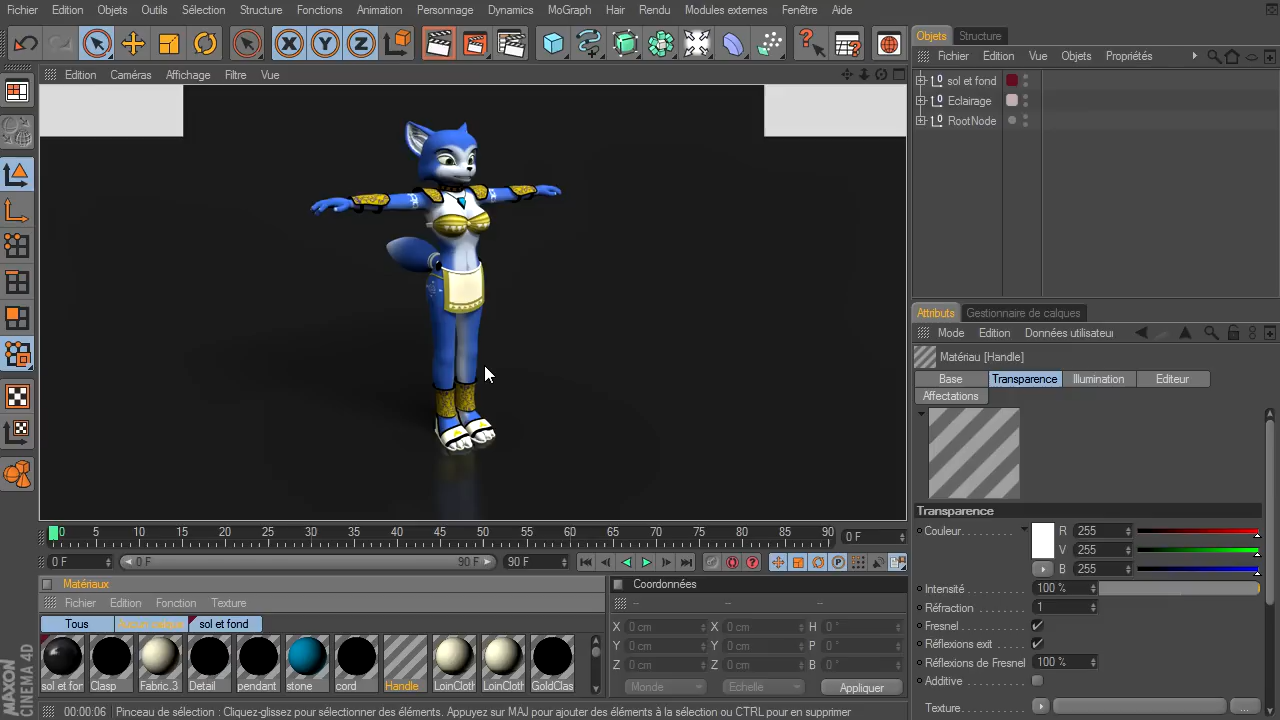 Fichier Edition Objets Outils Sélection Structure Fonctions Animation Personnage Dynamics MoGraph Hair Rendu Modules externes Fenêtre Aide
X Y Z
Edition Caméras Affichage Filtre Vue
Objets Structure
Fichier Edition Vue Objets Propriétés
sol et fond
Eclairage
RootNode
Attributs Gestionnaire de calques
Mode Edition Données utilisateur
Matériau [Handle]
Base Transparence Illumination Editeur
Affectations
Transparence
Couleur R 255
V 255
B 255
Intensité 100 %
Réfraction 1
Fresnel
Réflexions exit
Réflexions de Fresnel 100 %
Additive
Texture ...
0 5 10 15 20 25 30 35 40 45 50 55 60 65 70 75 80 85 90 0 F
0 F 0 F 90 F 90 F
Matériaux
Fichier Edition Fonction Texture
Tous Aucun calque sol et fond
sol et fon Clasp Fabric.3 Detail pendant stone cord Handle LoinCloth LoinCloth GoldClas
Coordonnées
-- -- --
X 0 cm X 0 cm H 0 °
Y 0 cm Y 0 cm P 0 °
Z 0 cm Z 0 cm B 0 °
Monde Echelle Appliquer
MAXON
CINEMA 4D
00:00:06 Pinceau de sélection : Cliquez-glissez pour sélectionner des éléments. Appuyez sur MAJ pour ajouter des éléments à la sélection ou CTRL pour en supprimer